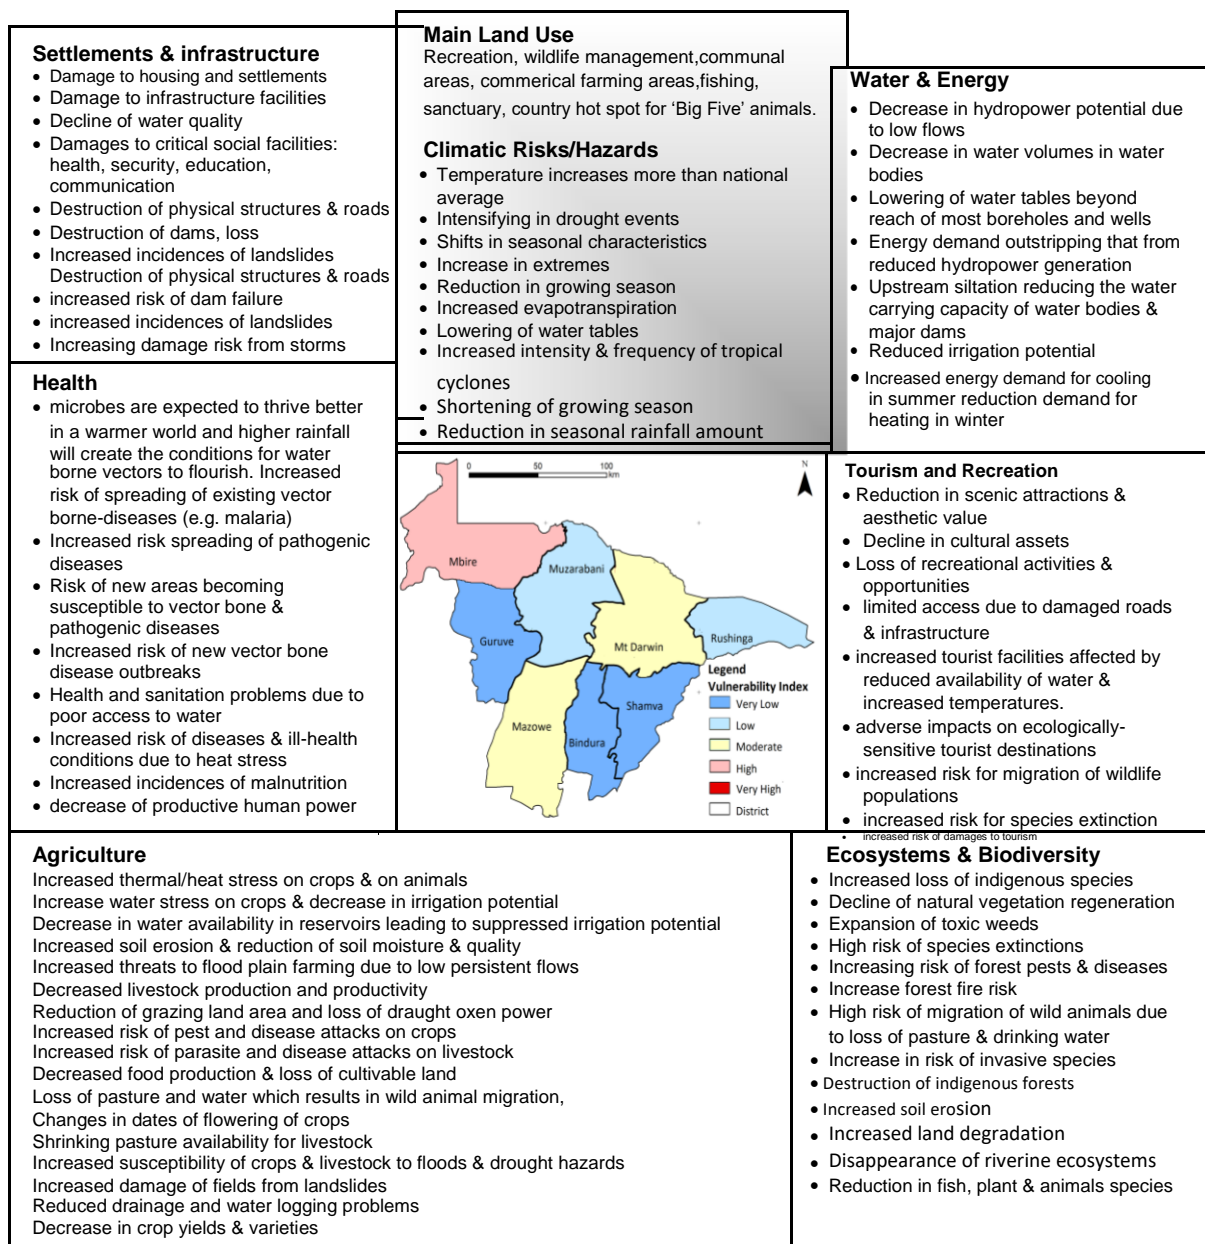 Settlements & infrastructure
• Damage to housing and settlements
• Damage to infrastructure facilities
• Decline of water quality
• Damages to critical social facilities:
health, security, education,
communication
• Destruction of physical structures & roads
• Destruction of dams, loss
• Increased incidences of landslides
Destruction of physical structures & roads
• increased risk of dam failure
• increased incidences of landslides
• Increasing damage risk from storms
Main Land Use
Recreation, wildlife management,communal
areas, commerical farming areas,fishing,
sanctuary, country hot spot for ‘Big Five’ animals.
Climatic Risks/Hazards
• Temperature increases more than national
average
• Intensifying in drought events
• Shifts in seasonal characteristics
• Increase in extremes
• Reduction in growing season
• Increased evapotranspiration
• Lowering of water tables
• Increased intensity & frequency of tropical
cyclones
• Shortening of growing season
• Reduction in seasonal rainfall amount
Water & Energy
• Decrease in hydropower potential due
to low flows
• Decrease in water volumes in water
bodies
• Lowering of water tables beyond
reach of most boreholes and wells
• Energy demand outstripping that from
reduced hydropower generation
• Upstream siltation reducing the water
carrying capacity of water bodies &
major dams
• Reduced irrigation potential
• Increased energy demand for cooling
in summer reduction demand for
heating in winter
Health
• microbes are expected to thrive better
in a warmer world and higher rainfall
will create the conditions for water
borne vectors to flourish. Increased
risk of spreading of existing vector
borne-diseases (e.g. malaria)
• Increased risk spreading of pathogenic
diseases
• Risk of new areas becoming
susceptible to vector bone &
pathogenic diseases
• Increased risk of new vector bone
disease outbreaks
• Health and sanitation problems due to
poor access to water
• Increased risk of diseases & ill-health
conditions due to heat stress
• Increased incidences of malnutrition
• decrease of productive human power
0 50 100
km
N
Mbire
Muzarabani
Guruve
Mt Darwin
Rushinga
Mazowe
Bindura
Shamva
Legend
Vulnerability Index
Very Low
Low
Moderate
High
Very High
District
Tourism and Recreation
• Reduction in scenic attractions &
aesthetic value
• Decline in cultural assets
• Loss of recreational activities &
opportunities
• limited access due to damaged roads
& infrastructure
• increased tourist facilities affected by
reduced availability of water &
increased temperatures.
• adverse impacts on ecologically-
sensitive tourist destinations
• increased risk for migration of wildlife
populations
• increased risk for species extinction
• increased risk of damages to tourism
Agriculture
Increased thermal/heat stress on crops & on animals
Increase water stress on crops & decrease in irrigation potential
Decrease in water availability in reservoirs leading to suppressed irrigation potential
Increased soil erosion & reduction of soil moisture & quality
Increased threats to flood plain farming due to low persistent flows
Decreased livestock production and productivity
Reduction of grazing land area and loss of draught oxen power
Increased risk of pest and disease attacks on crops
Increased risk of parasite and disease attacks on livestock
Decreased food production & loss of cultivable land
Loss of pasture and water which results in wild animal migration,
Changes in dates of flowering of crops
Shrinking pasture availability for livestock
Increased susceptibility of crops & livestock to floods & drought hazards
Increased damage of fields from landslides
Reduced drainage and water logging problems
Decrease in crop yields & varieties
Ecosystems & Biodiversity
• Increased loss of indigenous species
• Decline of natural vegetation regeneration
• Expansion of toxic weeds
• High risk of species extinctions
• Increasing risk of forest pests & diseases
• Increase forest fire risk
• High risk of migration of wild animals due
to loss of pasture & drinking water
• Increase in risk of invasive species
• Destruction of indigenous forests
• Increased soil erosion
• Increased land degradation
• Disappearance of riverine ecosystems
• Reduction in fish, plant & animals species